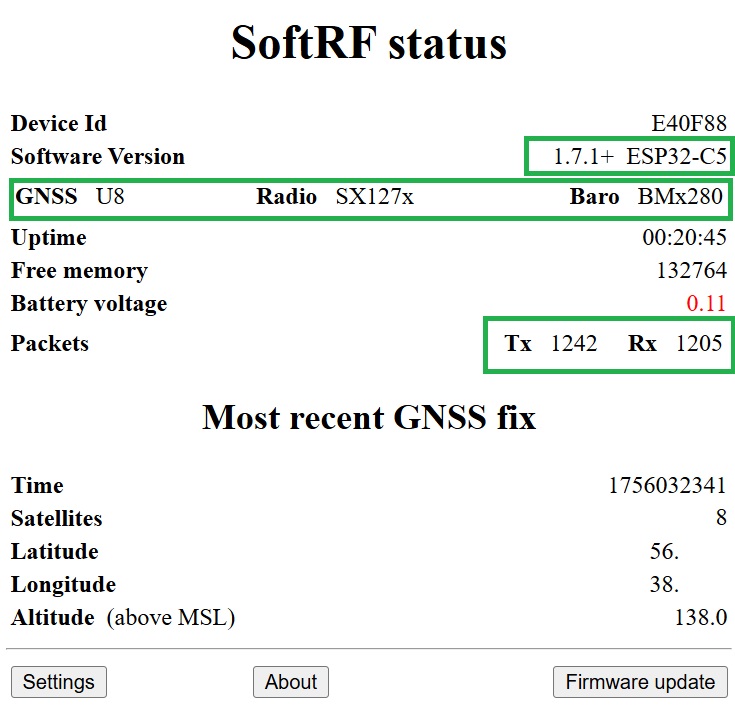 SoftRF status
Device Id E40F88
Software Version 1.7.1+ ESP32-C5
GNSS U8 Radio SX127x Baro BMx280
Uptime 00:20:45
Free memory 132764
Battery voltage 0.11
Packets Tx 1242 Rx 1205
Most recent GNSS fix
Time 1756032341
Satellites 8
Latitude 56.
Longitude 38.
Altitude (above MSL) 138.0
Settings About Firmware update